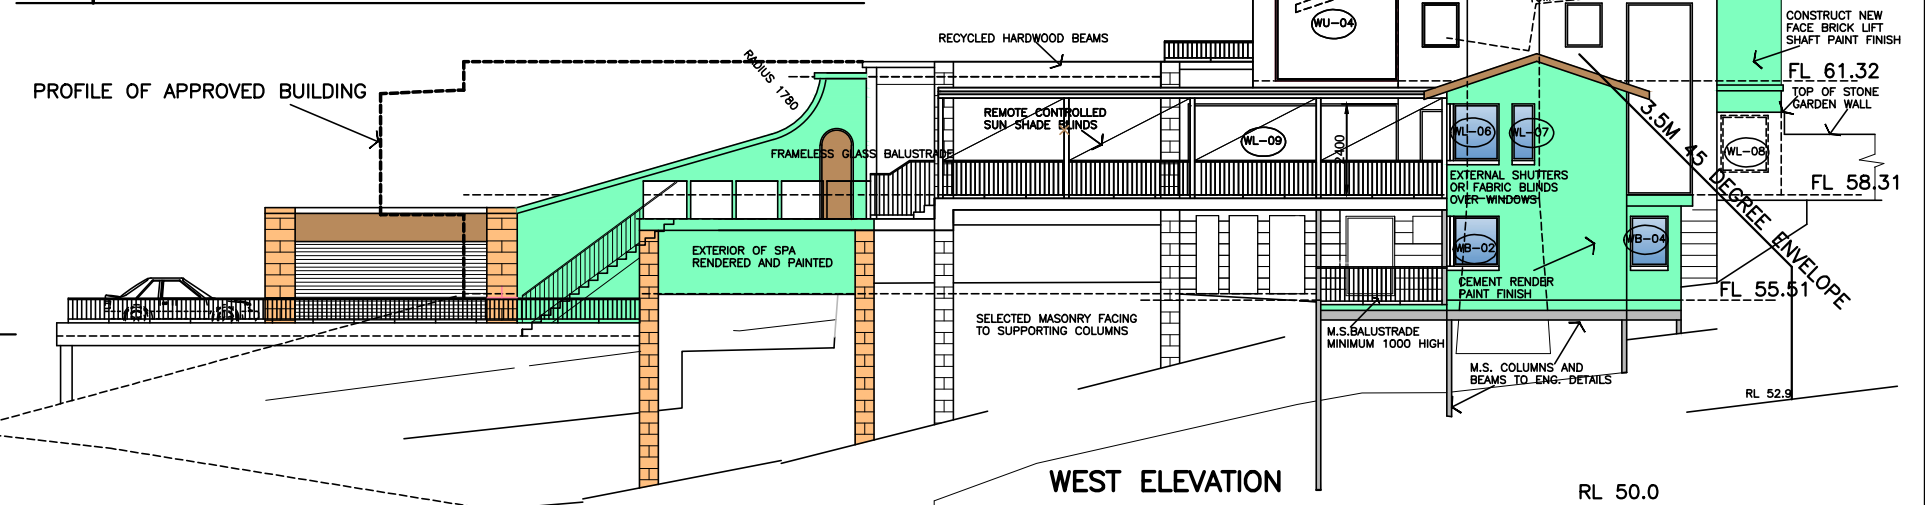 WU-04
CONSTRUCT NEW
FACE BRICK LIFT
SHAFT PAINT FINISH
RECYCLED HARDWOOD BEAMS
RADIUS 1780
FL 61.32
PROFILE OF APPROVED BUILDING
TOP OF STONE
GARDEN WALL
REMOTE CONTROLLED
SUN SHADE BLINDS
3.5M 45 DEGREE ENVELOPE
WL-06
WL-07
WL-09
2400
WL-08
FRAMELESS GLASS BALUSTRADE
EXTERNAL SHUTTERS
OR FABRIC BLINDS
OVER WINDOWS
FL 58.31
WB-02
WB-04
EXTERIOR OF SPA
RENDERED AND PAINTED
CEMENT RENDER
PAINT FINISH
FL 55.51
SELECTED MASONRY FACING
TO SUPPORTING COLUMNS
M.S.BALUSTRADE
MINIMUM 1000 HIGH
M.S. COLUMNS AND
BEAMS TO ENG. DETAILS
RL 52.9
WEST ELEVATION
RL 50.0